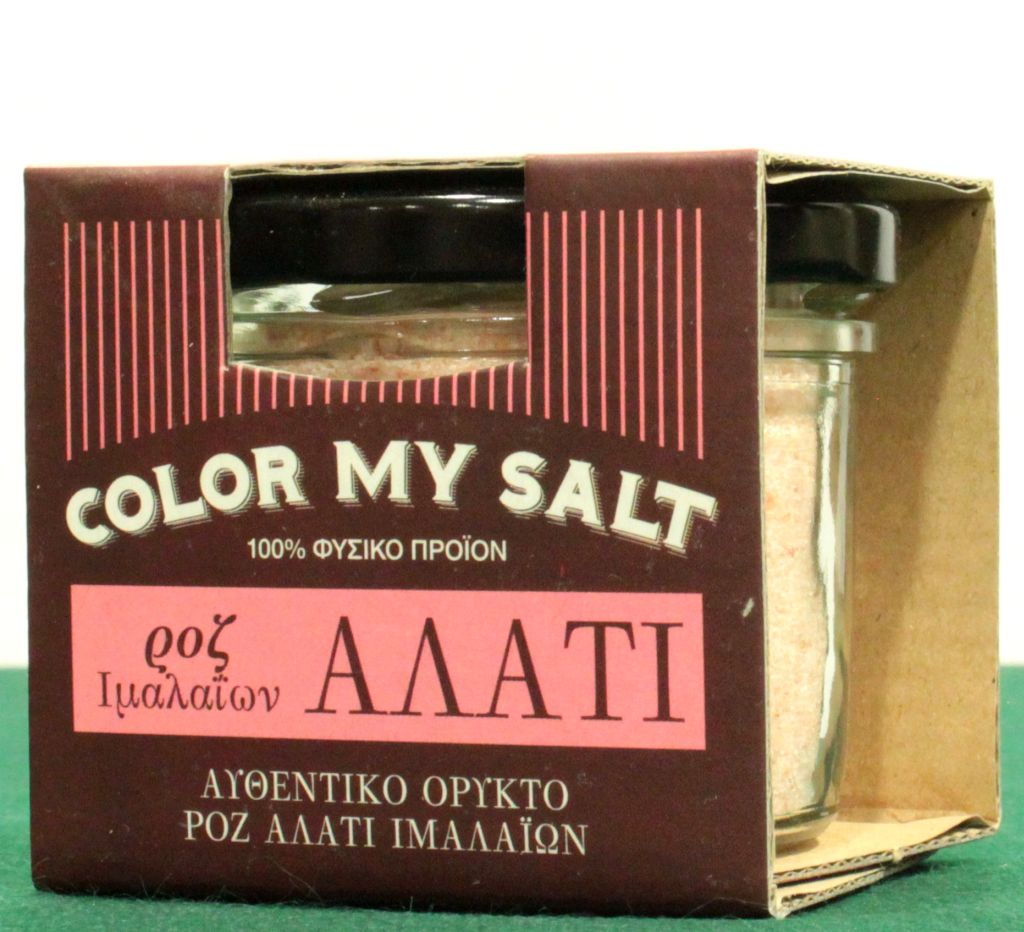 COLOR MY SALT
100% ΦΥΣΙΚΟ ΠΡΟΪΟΝ
ροζ
Ιμαλαΐων
ΑΛΑΤΙ
ΑΥΘΕΝΤΙΚΟ ΟΡΥΚΤΟ
ΡΟΖ ΑΛΑΤΙ ΙΜΑΛΑΪΩΝ